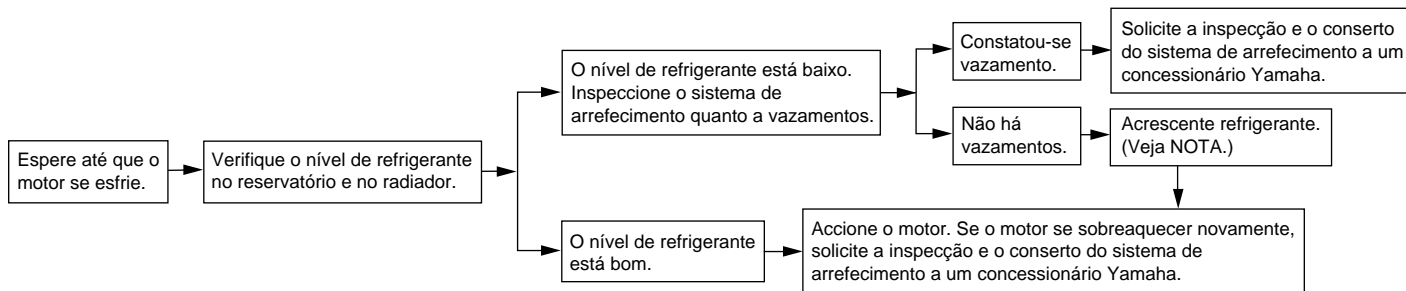 Espere até que o
motor se esfrie.
Verifique o nível de refrigerante
no reservatório e no radiador.
O nível de refrigerante está baixo.
Inspeccione o sistema de
arrefecimento quanto a vazamentos.
Constatou-se
vazamento.
Solicite a inspecção e o conserto
do sistema de arrefecimento a um
concessionário Yamaha.
Não há
vazamentos.
Acrescente refrigerante.
(Veja NOTA.)
O nível de refrigerante
está bom.
Accione o motor. Se o motor se sobreaquecer novamente,
solicite a inspecção e o conserto do sistema de
arrefecimento a um concessionário Yamaha.